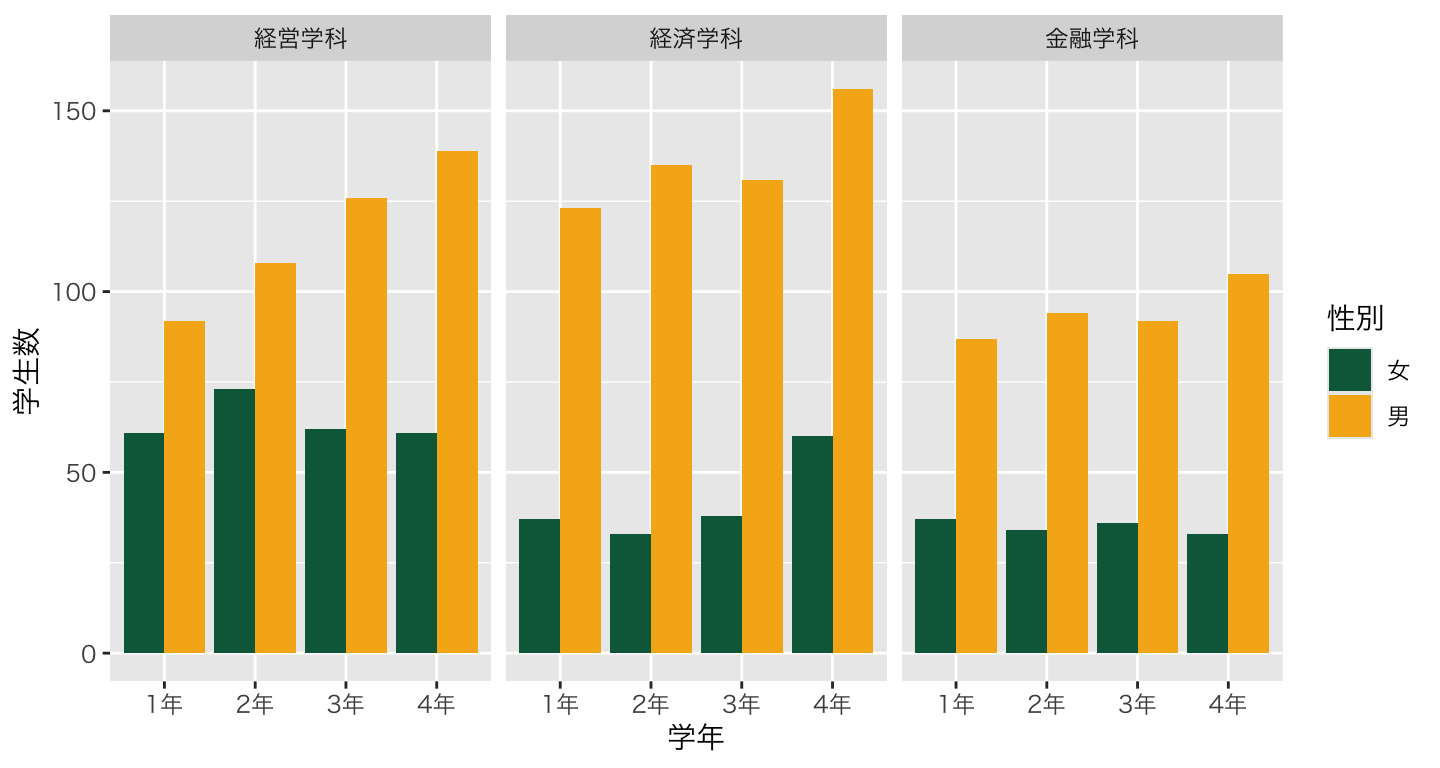 経営学科
経済学科
金融学科
150
100
50
0
学生数
1年 2年 3年 4年
1年 2年 3年 4年
1年 2年 3年 4年
学年
性別
女
男